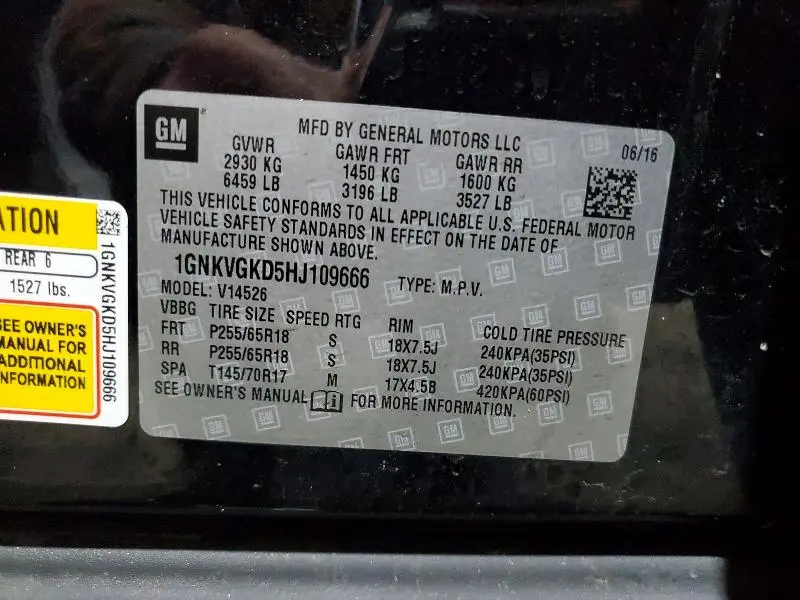 GM
MFD BY GENERAL MOTORS LLC
06/16
GVWR GAWR FRT GAWR RR
2930 KG 1450 KG 1600 KG
6459 LB 3196 LB 3527 LB
THIS VEHICLE CONFORMS TO ALL APPLICABLE U.S. FEDERAL MOTOR
VEHICLE SAFETY STANDARDS IN EFFECT ON THE DATE OF
MANUFACTURE SHOWN ABOVE.
1GNKVGKD5HJ109666 TYPE: M.P.V.
MODEL: V14526
VBBG TIRE SIZE SPEED RTG RIM COLD TIRE PRESSURE
FRT P255/65R18 S 18X7.5J 240KPA(35PSI)
RR P255/65R18 S 18X7.5J 240KPA(35PSI)
SPA T145/70R17 M 17X4.5B 420KPA(60PSI)
SEE OWNER'S MANUAL FOR MORE INFORMATION.
ATION
REAR 6
1527 lbs.
SEE OWNER'S
MANUAL FOR
ADDITIONAL
INFORMATION
1GNKVGKD5HJ109666